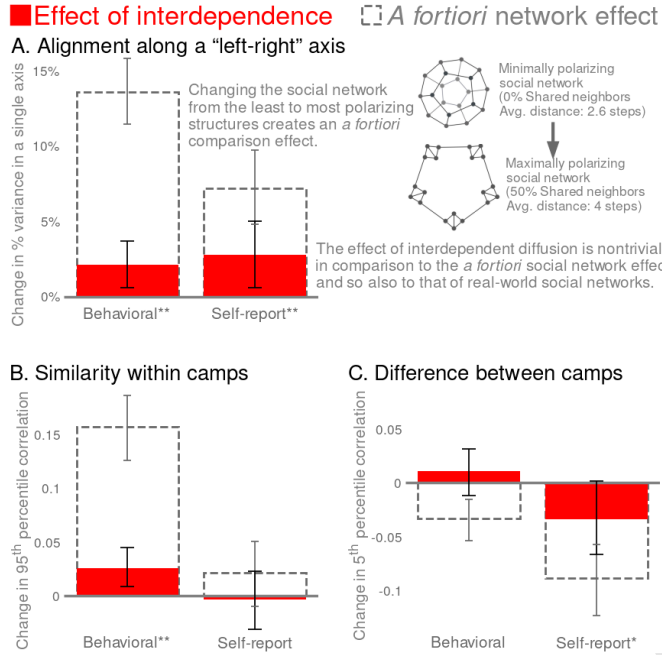 Effect of interdependence
A fortiori network effect
A. Alignment along a “left-right” axis
Change in % variance in a single axis
15%
10%
5%
0%
Changing the social network
from the least to most polarizing
structures creates an a fortiori
comparison effect.
Minimally polarizing
social network
(0% Shared neighbors
Avg. distance: 2.6 steps)
Maximally polarizing
social network
(50% Shared neighbors
Avg. distance: 4 steps)
The effect of interdependent diffusion is nontrivial
in comparison to the a fortiori social network effec
and so also to that of real-world social networks.
Behavioral**
Self-report**
B. Similarity within camps
Change in 95th percentile correlation
0.15
0.1
0.05
0
Behavioral**
Self-report
C. Difference between camps
Change in 5th percentile correlation
0.05
0
-0.05
-0.1
Behavioral
Self-report*